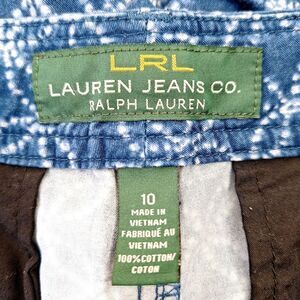 LRL
LAUREN JEANS CO.
RALPH LAUREN
10
MADE IN
VIETNAM
FABRIQUÉ AU
VIETNAM
100%COTTON/
COTON